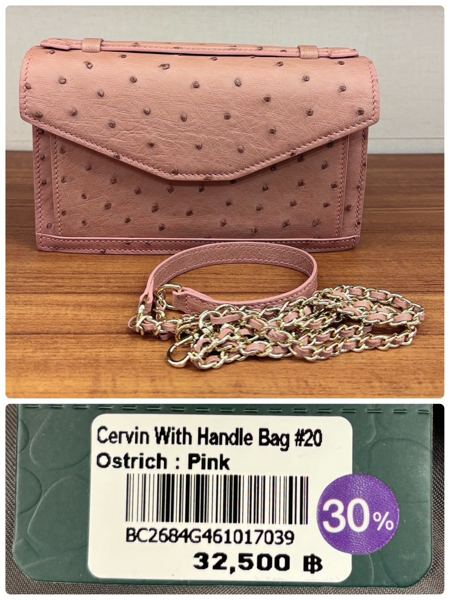 Cervin With Handle Bag #20
Ostrich : Pink
BC2684G461017039
32,500 ฿
30%